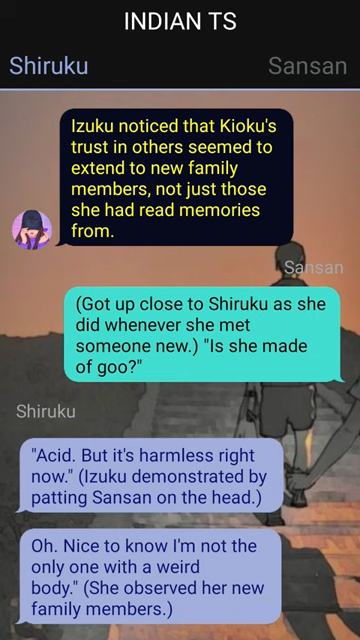 INDIAN TS
Shiruku
Sansan
Izuku noticed that Kioku's
trust in others seemed to
extend to new family
members, not just those
she had read memories
from.
Sansan
(Got up close to Shiruku as she
did whenever she met
someone new.) "Is she made
of goo?"
Shiruku
"Acid. But it's harmless right
now." (Izuku demonstrated by
patting Sansan on the head.)
Oh. Nice to know I'm not the
only one with a weird
body." (She observed her new
family members.)